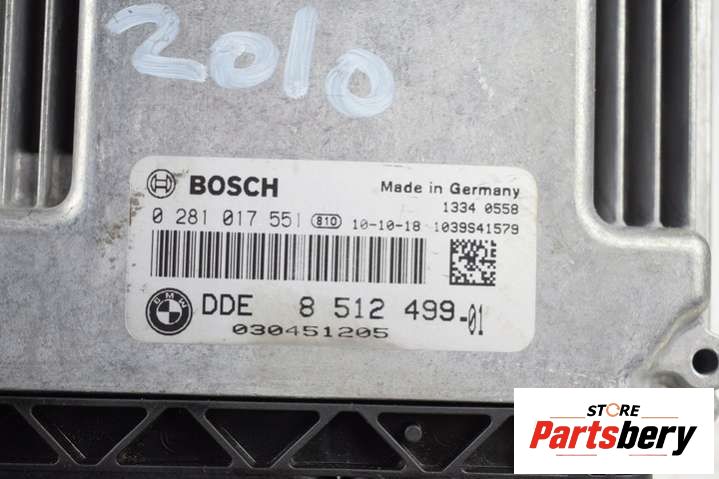 2010
BOSCH
Made in Germany
1334 0558
0 281 017 551 810 10-10-18 1039S41579
BMW
DDE 8 512 499-01
030451205
STORE
Partsbery